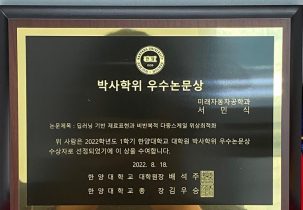 박사학위 우수논문상
미래자동차공학과
서 민 식
논문제목 : 딥러닝 기반 재료표현과 비반복적 다중스케일 위상최적화
위 사람은 2022학년도 1학기 한양대학교 대학원 박사학위 우수논문상
수상자로 선정되었기에 이 상을 수여합니다.
2022. 8. 18.
한 양 대 학 교 대학원장 배 석 주
한 양 대 학 교 총 장 김 우 승